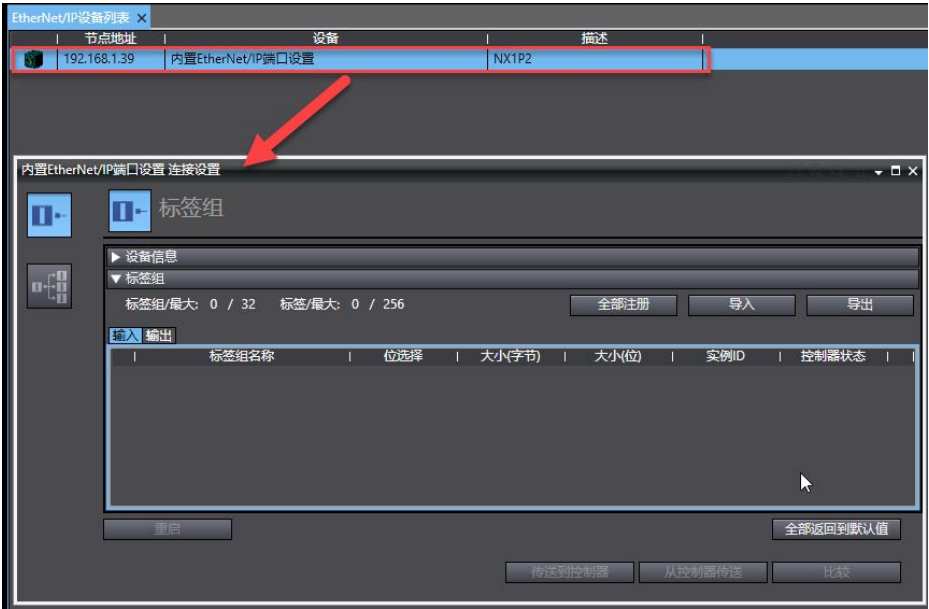 EtherNet/IP设备列表 ×
节点地址 设备 描述
192.168.1.39 内置EtherNet/IP端口设置 NX1P2
内置EtherNet/IP端口设置 连接设置
标签组
▶ 设备信息
▼ 标签组
标签组/最大: 0 / 32 标签/最大: 0 / 256 全部注册 导入 导出
输入 输出
标签组名称 位选择 大小(字节) 大小(位) 实例ID 控制器状态
重启 全部返回到默认值
传送到控制器 从控制器传送 比较